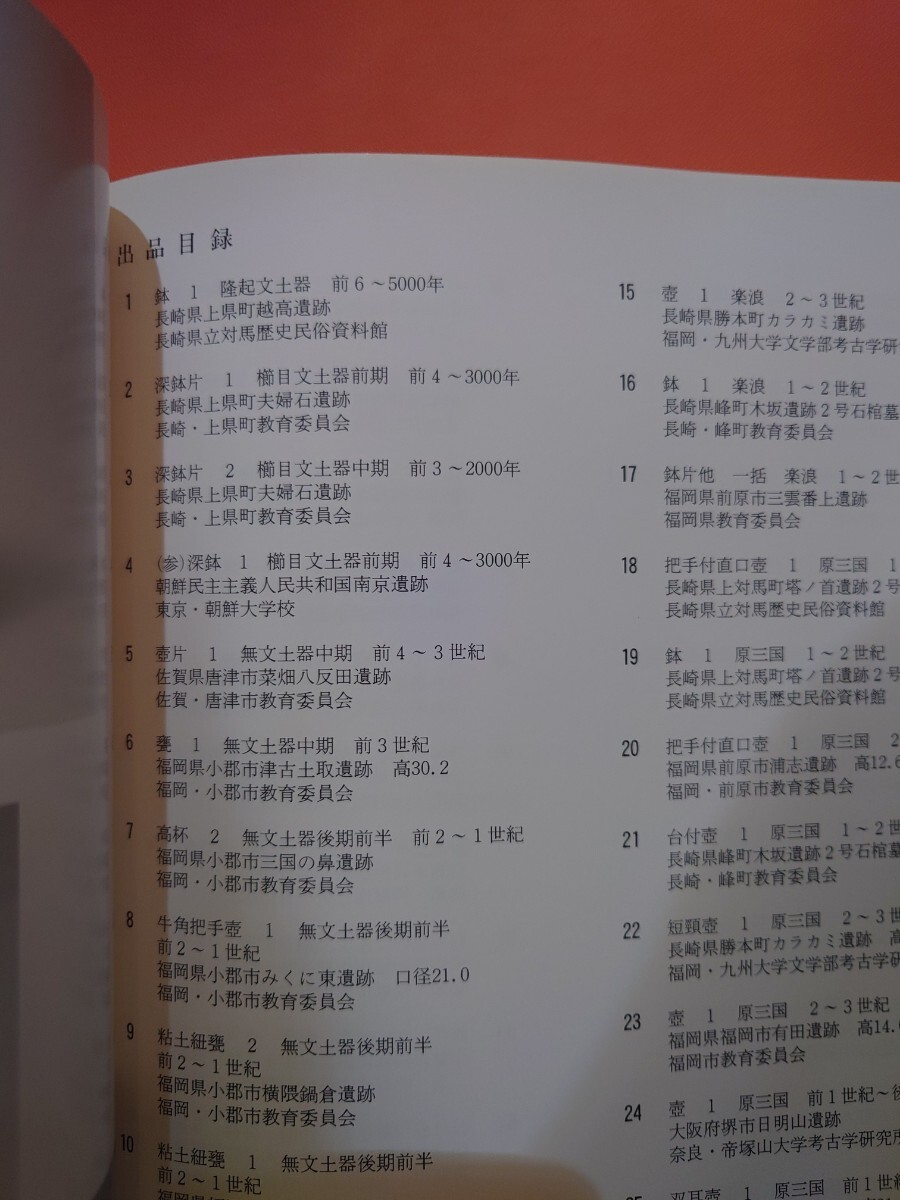 出品目録
1 鉢 1 隆起文土器 前6～5000年
長崎県上県町越高遺跡
長崎県立対馬歴史民俗資料館
2 深鉢片 1 櫛目文土器前期 前4～3000年
長崎県上県町夫婦石遺跡
長崎・上県町教育委員会
3 深鉢片 2 櫛目文土器中期 前3～2000年
長崎県上県町夫婦石遺跡
長崎・上県町教育委員会
4 (参)深鉢 1 櫛目文土器前期 前4～3000年
朝鮮民主主義人民共和国南京遺跡
東京・朝鮮大学校
5 壺片 1 無文土器中期 前4～3世紀
佐賀県唐津市菜畑八反田遺跡
佐賀・唐津市教育委員会
6 甕 1 無文土器中期 前3世紀
福岡県小郡市津古土取遺跡 高30.2
福岡・小郡市教育委員会
7 高杯 2 無文土器後期前半 前2～1世紀
福岡県小郡市三国の鼻遺跡
福岡・小郡市教育委員会
8 牛角把手壺 1 無文土器後期前半
前2～1世紀
福岡県小郡市みくに東遺跡 口径21.0
福岡・小郡市教育委員会
9 粘土紐甕 2 無文土器後期前半
前2～1世紀
福岡県小郡市横隈鍋倉遺跡
福岡・小郡市教育委員会
10 粘土紐甕 1 無文土器後期前半
前2～1世紀
15 壺 1 楽浪 2～3世紀
長崎県勝本町カラカミ遺跡
福岡・九州大学文学部考古学研
16 鉢 1 楽浪 1～2世紀
長崎県峰町木坂遺跡2号石棺墓
長崎・峰町教育委員会
17 鉢片他 一括 楽浪 1～2世
福岡県前原市三雲番上遺跡
福岡県教育委員会
18 把手付直口壺 1 原三国 1
長崎県上対馬町塔ノ首遺跡2号
長崎県立対馬歴史民俗資料館
19 鉢 1 原三国 1～2世紀
長崎県上対馬町塔ノ首遺跡2号
長崎県立対馬歴史民俗資料館
20 把手付直口壺 1 原三国 2
福岡県前原市浦志遺跡 高12.6
福岡・前原市教育委員会
21 台付壺 1 原三国 1～2世
長崎県峰町木坂遺跡2号石棺墓
長崎・峰町教育委員会
22 短頸壺 1 原三国 2～3世
長崎県勝本町カラカミ遺跡 高
福岡・九州大学文学部考古学研
23 壺 1 原三国 2～3世紀
福岡県福岡市有田遺跡 高14.
福岡市教育委員会
24 壺 1 原三国 前1世紀～後
大阪府堺市日明山遺跡
奈良・帝塚山大学考古学研究所
双耳壺 1 原三国 前1世紀